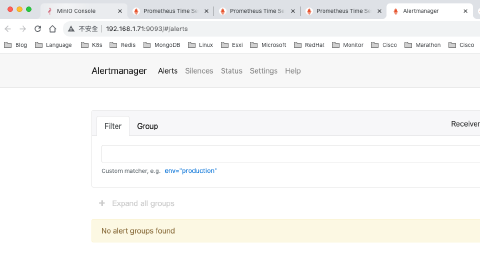 MinIO Console
Prometheus Time Se
Prometheus Time Se
Prometheus Time Se
Alertmanager
不安全 | 192.168.1.71:9093/#/alerts
Blog Language K8s Redis MongoDB Linux Esxi Microsoft RedHat Monitor Cisco Marathon Cisco
Alertmanager Alerts Silences Status Settings Help
Filter Group Receiver
Custom matcher, e.g. env="production"
+ Expand all groups
No alert groups found